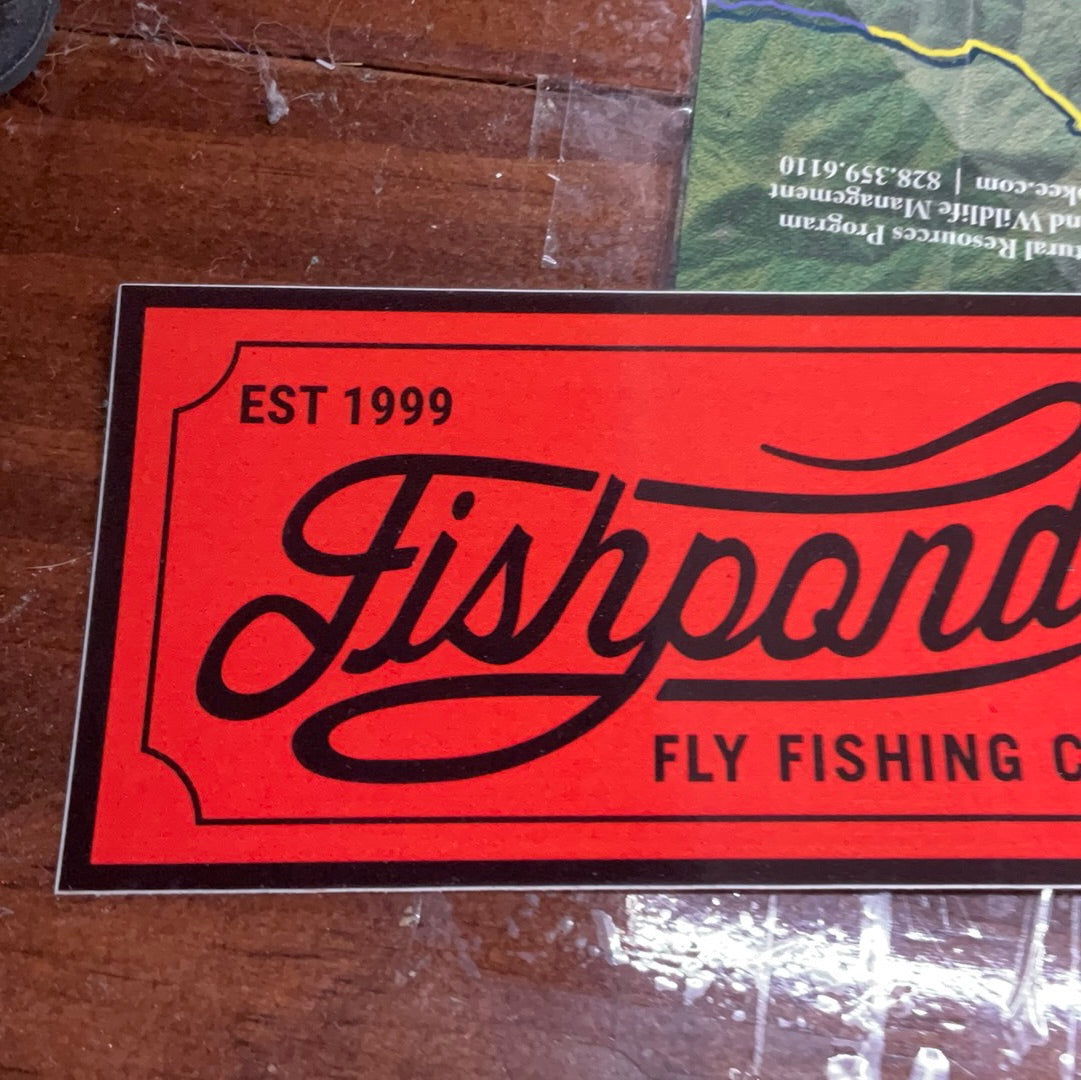 EST 1999
Fishpond
FLY FISHING
828.359.6110
Wildlife Management
Resources Program